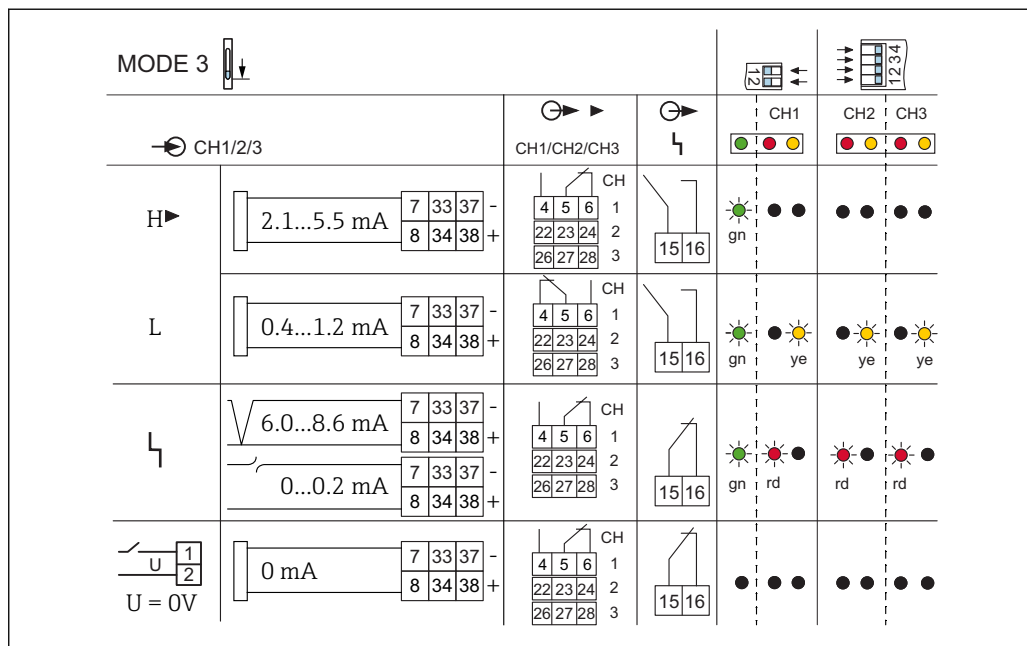 MODE 3
12
1234
CH1 CH2 CH3
CH1/2/3
CH1/CH2/CH3
H
2.1...5.5 mA
7 33 37 -
8 34 38 +
CH
4 5 6 1
22 23 24 2
26 27 28 3
15 16
gn
L
0.4...1.2 mA
7 33 37 -
8 34 38 +
CH
4 5 6 1
22 23 24 2
26 27 28 3
15 16
gn ye ye ye
6.0...8.6 mA
7 33 37 -
8 34 38 +
0...0.2 mA
7 33 37 -
8 34 38 +
CH
4 5 6 1
22 23 24 2
26 27 28 3
15 16
gn rd rd rd
1
U
2
U = 0V
0 mA
7 33 37 -
8 34 38 +
CH
4 5 6 1
22 23 24 2
26 27 28 3
15 16